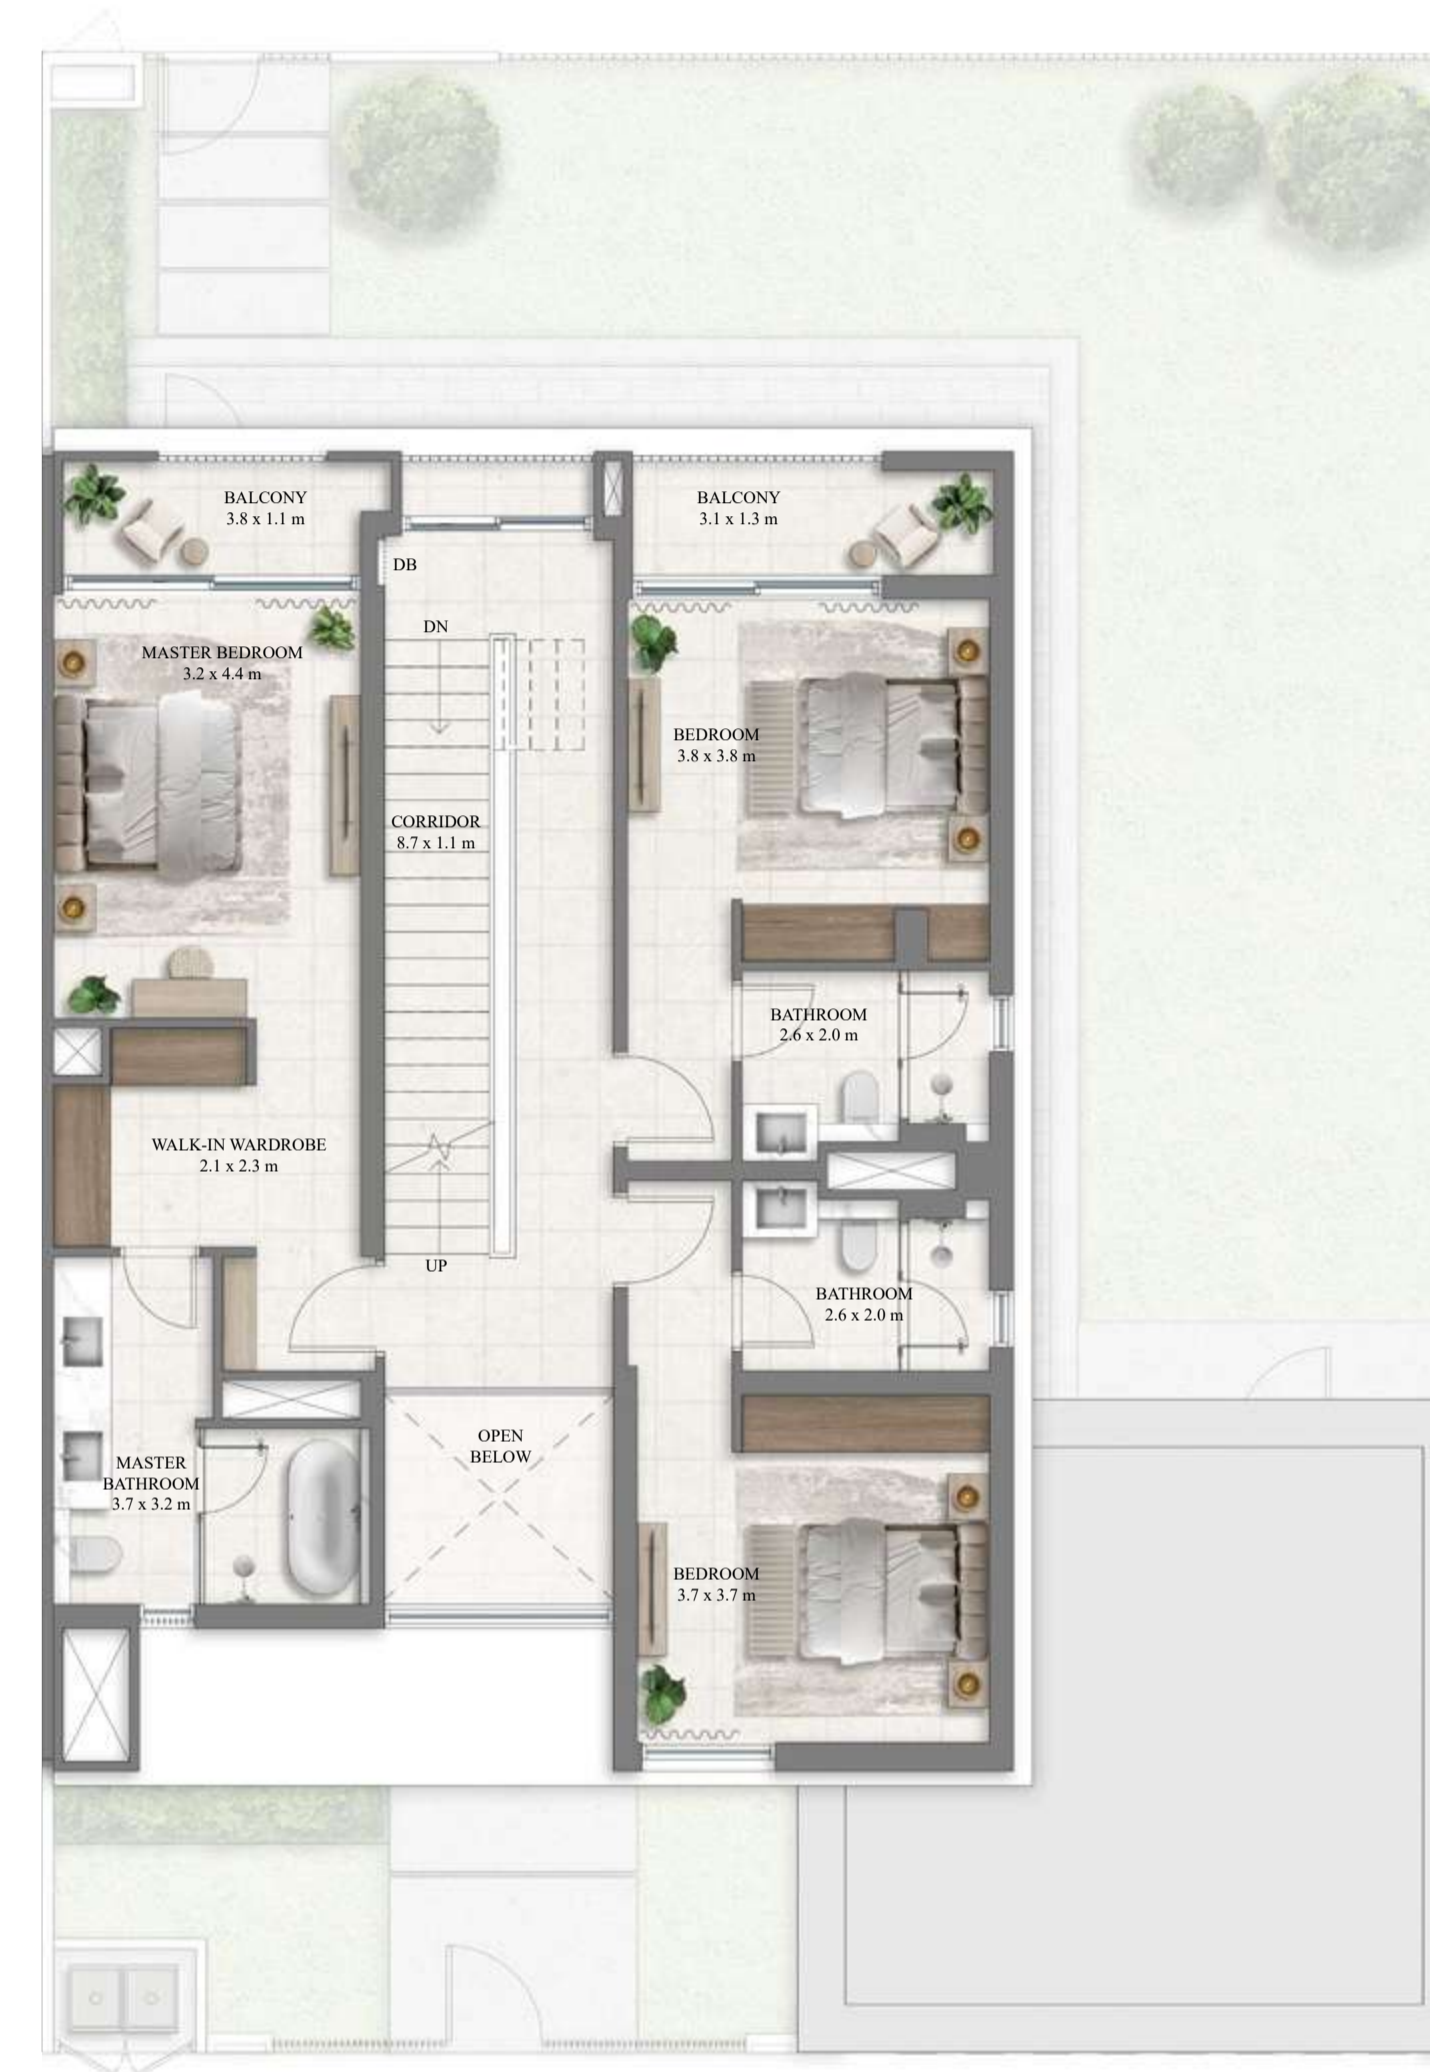 BALCONY
3.8 x 1.1 m
BALCONY
3.1 x 1.3 m
DB
DN
MASTER BEDROOM
3.2 x 4.4 m
BEDROOM
3.8 x 3.8 m
CORRIDOR
8.7 x 1.1 m
BATHROOM
2.6 x 2.0 m
WALK-IN WARDROBE
2.1 x 2.3 m
UP
BATHROOM
2.6 x 2.0 m
OPEN
BELOW
MASTER
BATHROOM
3.7 x 3.2 m
BEDROOM
3.7 x 3.7 m